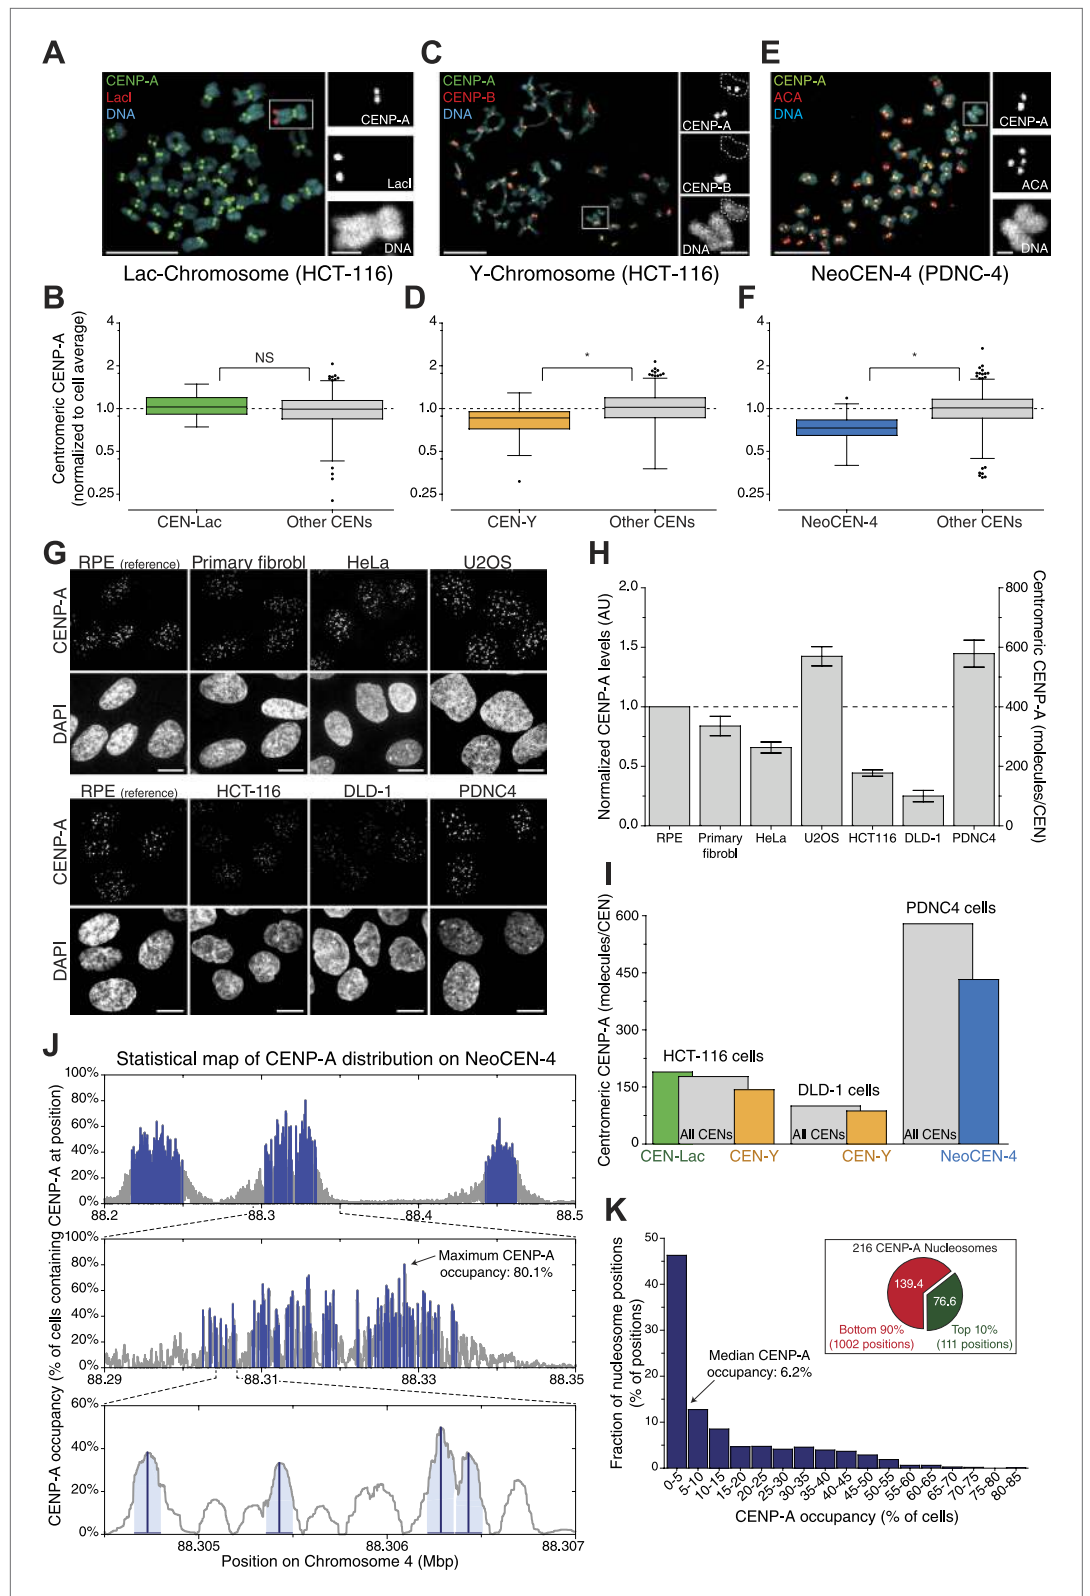 A
CENP-A
LacI
DNA
CENP-A
LacI
DNA
Lac-Chromosome (HCT-116)
C
CENP-A
CENP-B
DNA
CENP-A
CENP-B
DNA
Y-Chromosome (HCT-116)
E
CENP-A
ACA
DNA
CENP-A
ACA
DNA
NeoCEN-4 (PDNC-4)
B
Centromeric CENP-A
(normalized to cell average)
4
2
1.0
0.5
0.25
NS
CEN-Lac
Other CENs
D
4
2
1.0
0.5
0.25
*
CEN-Y
Other CENs
F
4
2
1.0
0.5
0.25
*
NeoCEN-4
Other CENs
G
RPE (reference)
Primary fibrobl
HeLa
U2OS
CENP-A
DAPI
RPE (reference)
HCT-116
DLD-1
PDNC4
CENP-A
DAPI
H
Normalized CENP-A levels (AU)
2.0
1.5
1.0
0.5
0.0
Centromeric CENP-A
(molecules/CEN)
800
600
400
200
0
RPE
Primary
fibrobl
HeLa
U2OS
HCT116
DLD-1
PDNC4
I
Centromeric CENP-A (molecules/CEN)
600
450
300
150
0
HCT-116 cells
DLD-1 cells
PDNC4 cells
All CENs
All CENs
All CENs
CEN-Lac
CEN-Y
CEN-Y
NeoCEN-4
J
Statistical map of CENP-A distribution on NeoCEN-4
CENP-A occupancy (% of cells containing CENP-A at position)
100%
80%
60%
40%
20%
0%
88.2
88.3
88.4
88.5
100%
80%
60%
40%
20%
0%
Maximum CENP-A
occupancy: 80.1%
88.29
88.31
88.33
88.35
60%
40%
20%
0%
88.305
88.306
88.307
Position on Chromosome 4 (Mbp)
K
Fraction of nucleosome positions
(% of positions)
50
40
30
20
10
0
216 CENP-A Nucleosomes
139.4
76.6
Bottom 90%
(1002 positions)
Top 10%
(111 positions)
Median CENP-A
occupancy: 6.2%
0-5
5-10
10-15
15-20
20-25
25-30
30-35
35-40
40-45
45-50
50-55
55-60
60-65
65-70
70-75
75-80
80-85
CENP-A occupancy (% of cells)